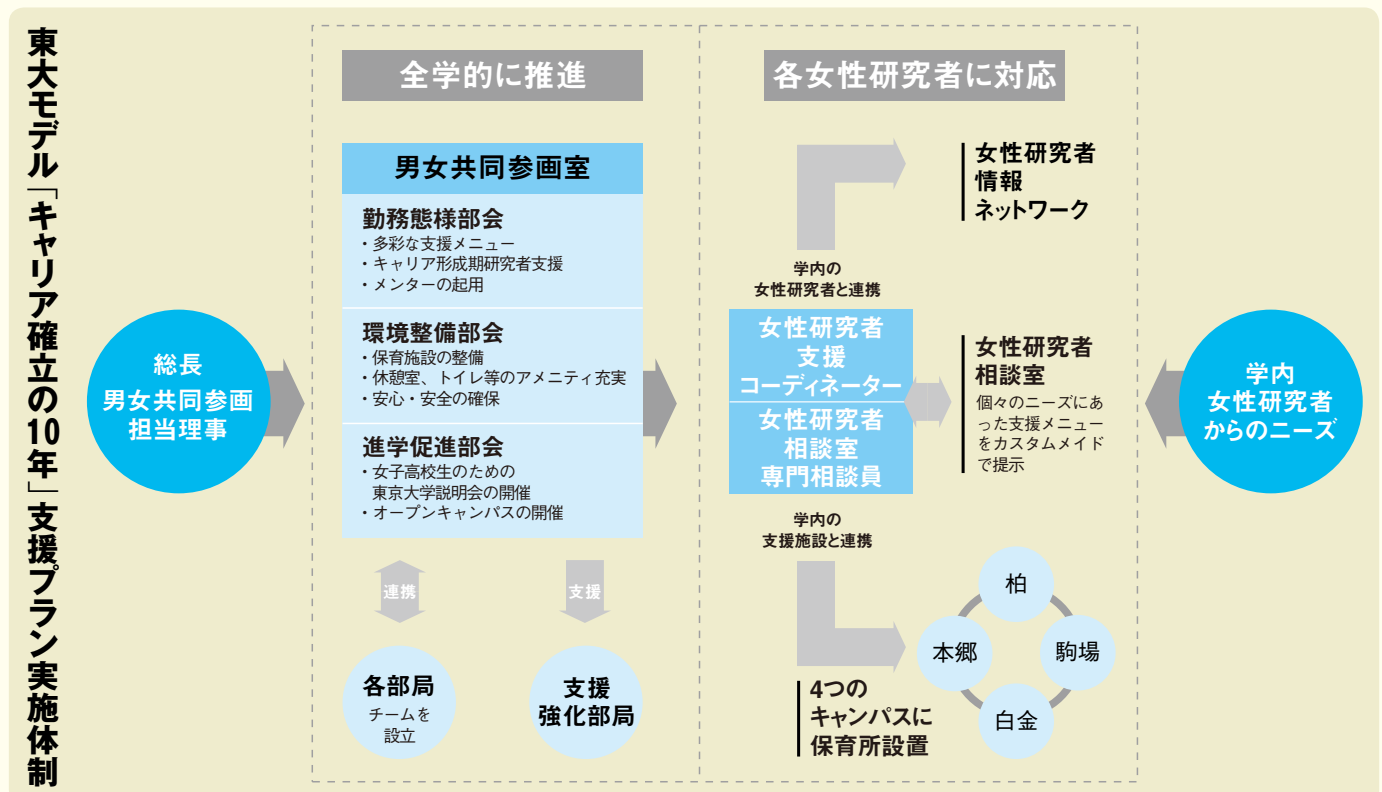 東大モデル「キャリア確立の10年」支援プラン実施体制
総長
男女共同参画
担当理事
全学的に推進
男女共同参画室
勤務態様部会
・多彩な支援メニュー
・キャリア形成期研究者支援
・メンターの起用
環境整備部会
・保育施設の整備
・休憩室、トイレ等のアメニティ充実
・安心・安全の確保
進学促進部会
・女子高校生のための
東京大学説明会の開催
・オープンキャンパスの開催
連携
支援
各部局
チームを
設立
支援
強化部局
各女性研究者に対応
女性研究者
情報
ネットワーク
学内の
女性研究者と連携
女性研究者
支援
コーディネーター
女性研究者
相談室
専門相談員
女性研究者
相談室
個々のニーズにあ
った支援メニュー
をカスタムメイド
で提示
学内の
支援施設と連携
4つの
キャンパスに
保育所設置
柏
本郷
駒場
白金
学内
女性研究者
からのニーズ